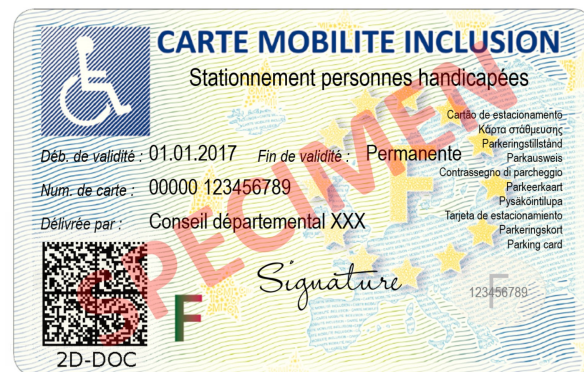 CARTE MOBILITE INCLUSION
Stationnement personnes handicapées
Cartão de estacionamento
Κάρτα στάθμευσης
Parkeringstillstånd
Parkausweis
Contrassegno di parcheggio
Parkeerkaart
Pysäköintilupa
Tarjeta de estacionamiento
Parkeringskort
Parking card
Déb. de validité : 01.01.2017 Fin de validité : Permanente
Num. de carte : 00000 123456789
Délivrée par : Conseil départemental XXX
SPECIMEN
F
Signature
F
123456789
F
2D-DOC